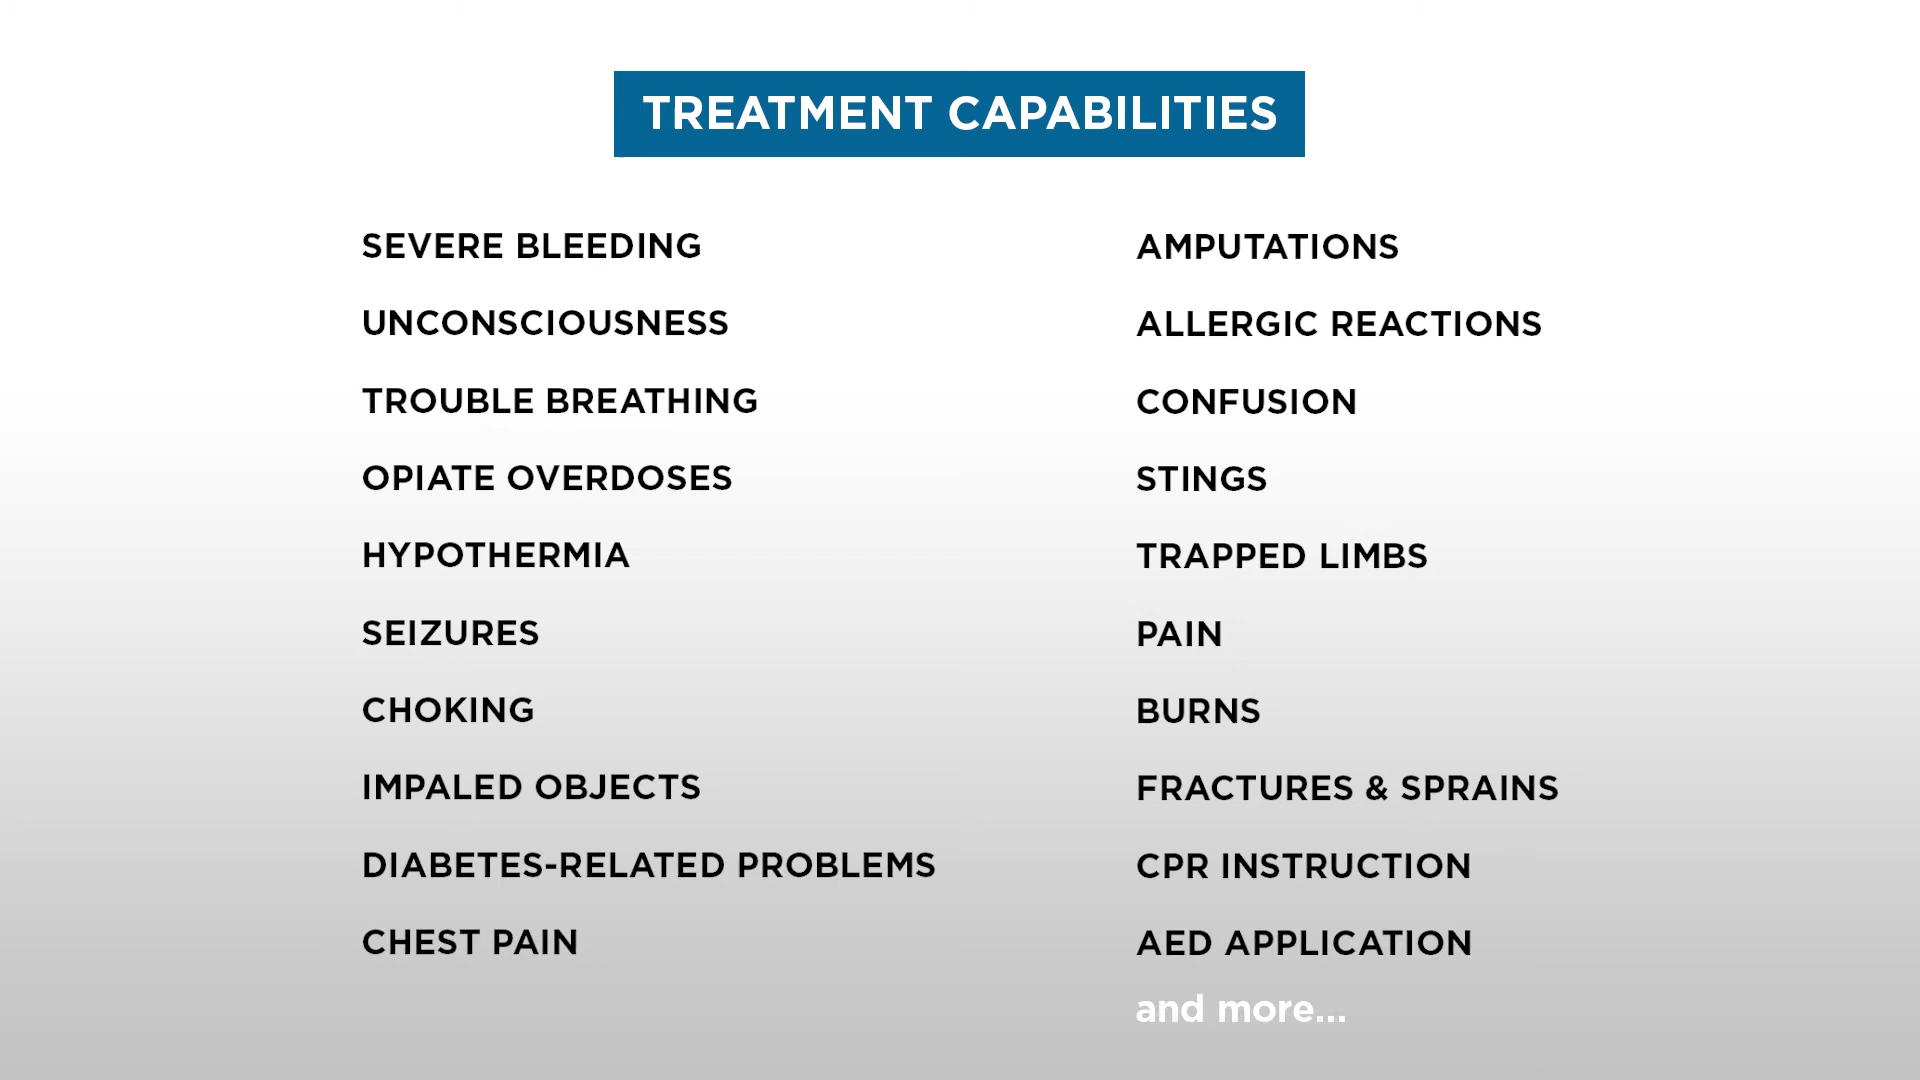 TREATMENT CAPABILITIES
SEVERE BLEEDING
UNCONSCIOUSNESS
TROUBLE BREATHING
OPIATE OVERDOSES
HYPOTHERMIA
SEIZURES
CHOKING
IMPALED OBJECTS
DIABETES-RELATED PROBLEMS
CHEST PAIN
AMPUTATIONS
ALLERGIC REACTIONS
CONFUSION
STINGS
TRAPPED LIMBS
PAIN
BURNS
FRACTURES & SPRAINS
CPR INSTRUCTION
AED APPLICATION
and more...